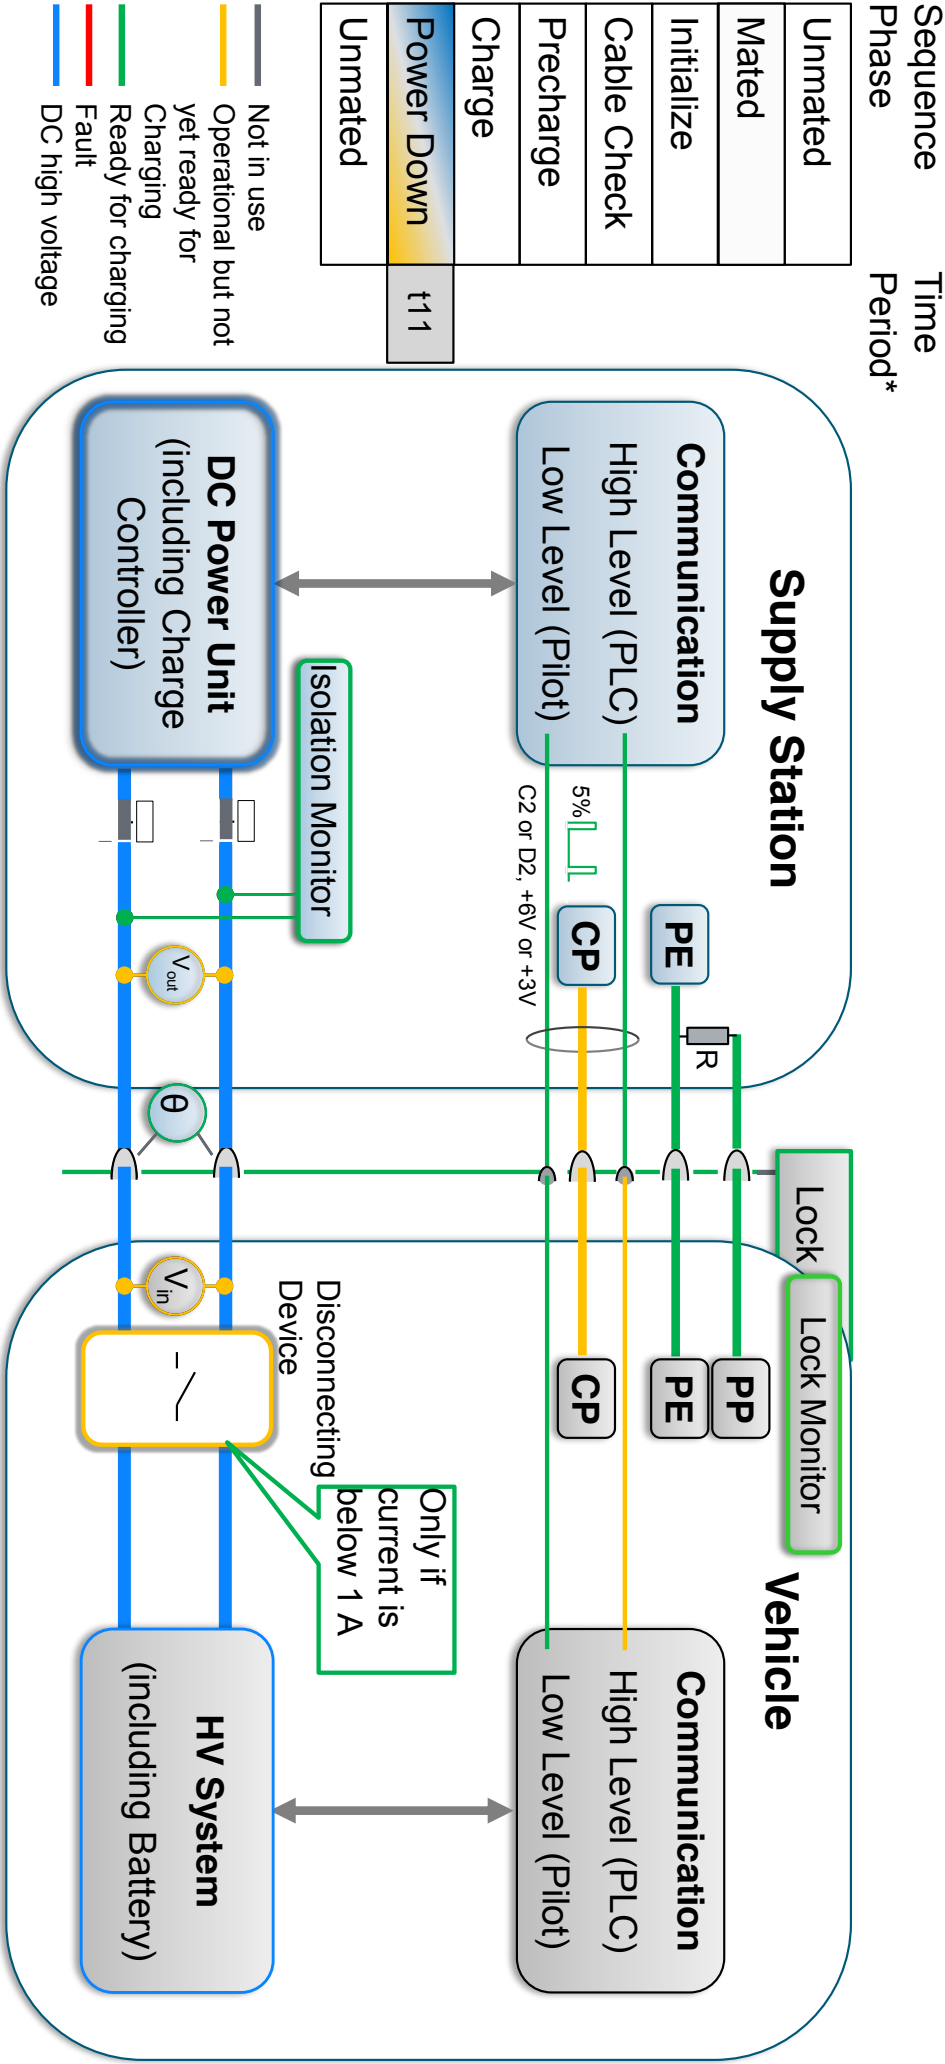 Sequence
Phase
Time
Period*
Unmated
Mated
Initialize
Cable Check
Precharge
Charge
Power Down
t11
Unmated
Not in use
Operational but not
yet ready for
Charging
Ready for charging
Fault
DC high voltage
Supply Station
Communication
High Level (PLC)
Low Level (Pilot)
5%
C2 or D2, +6V or +3V
PE
CP
R
DC Power Unit
(including Charge
Controller)
Isolation Monitor
Vout
θ
Lock
Lock Monitor
Vehicle
PP
PE
CP
Communication
High Level (PLC)
Low Level (Pilot)
Vin
Disconnecting
Device
Only if
current is
below 1 A
HV System
(including Battery)